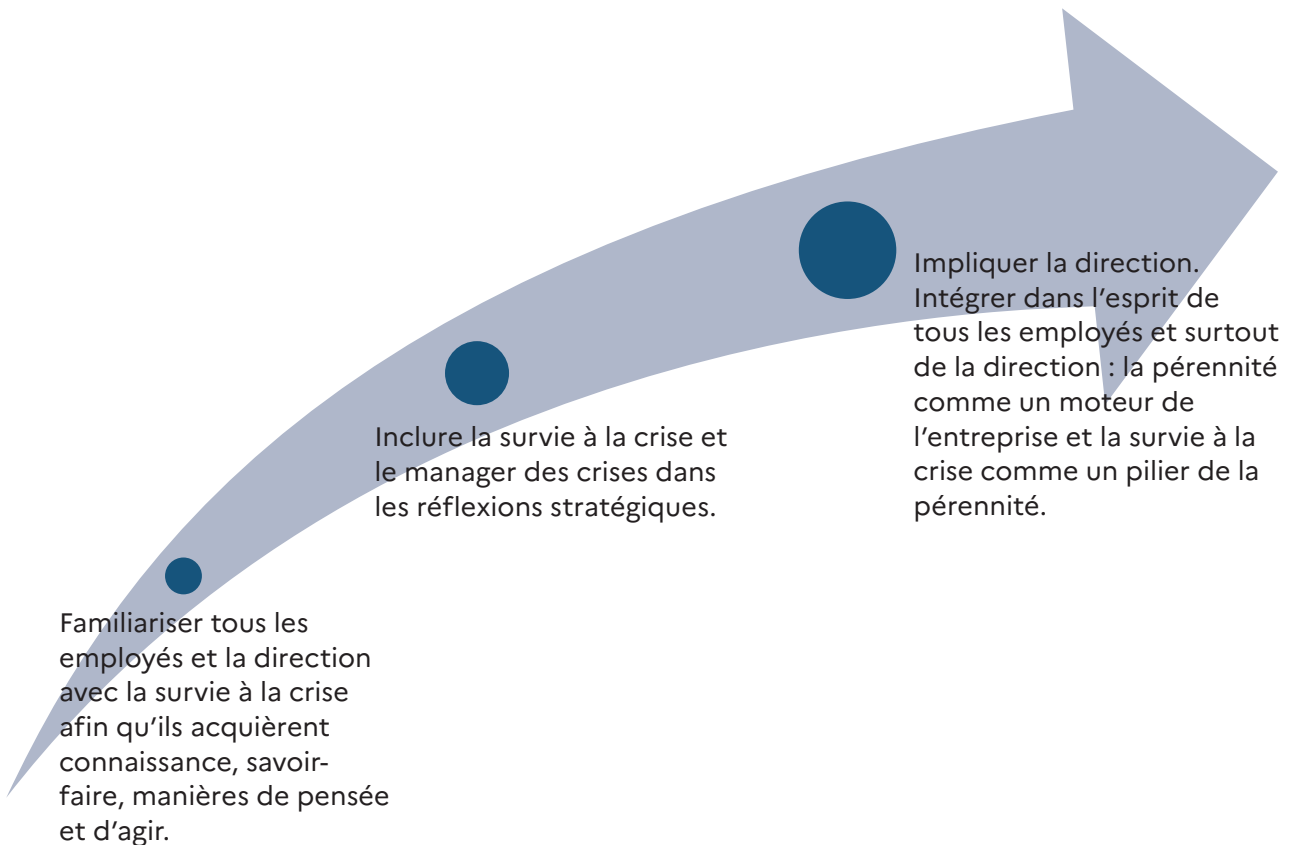 Familiariser tous les
employés et la direction
avec la survie à la crise
afin qu’ils acquièrent
connaissance, savoir-
faire, manières de pensée
et d’agir.
Inclure la survie à la crise et
le manager des crises dans
les réflexions stratégiques.
Impliquer la direction.
Intégrer dans l’esprit de
tous les employés et surtout
de la direction : la pérennité
comme un moteur de
l’entreprise et la survie à la
crise comme un pilier de la
pérennité.